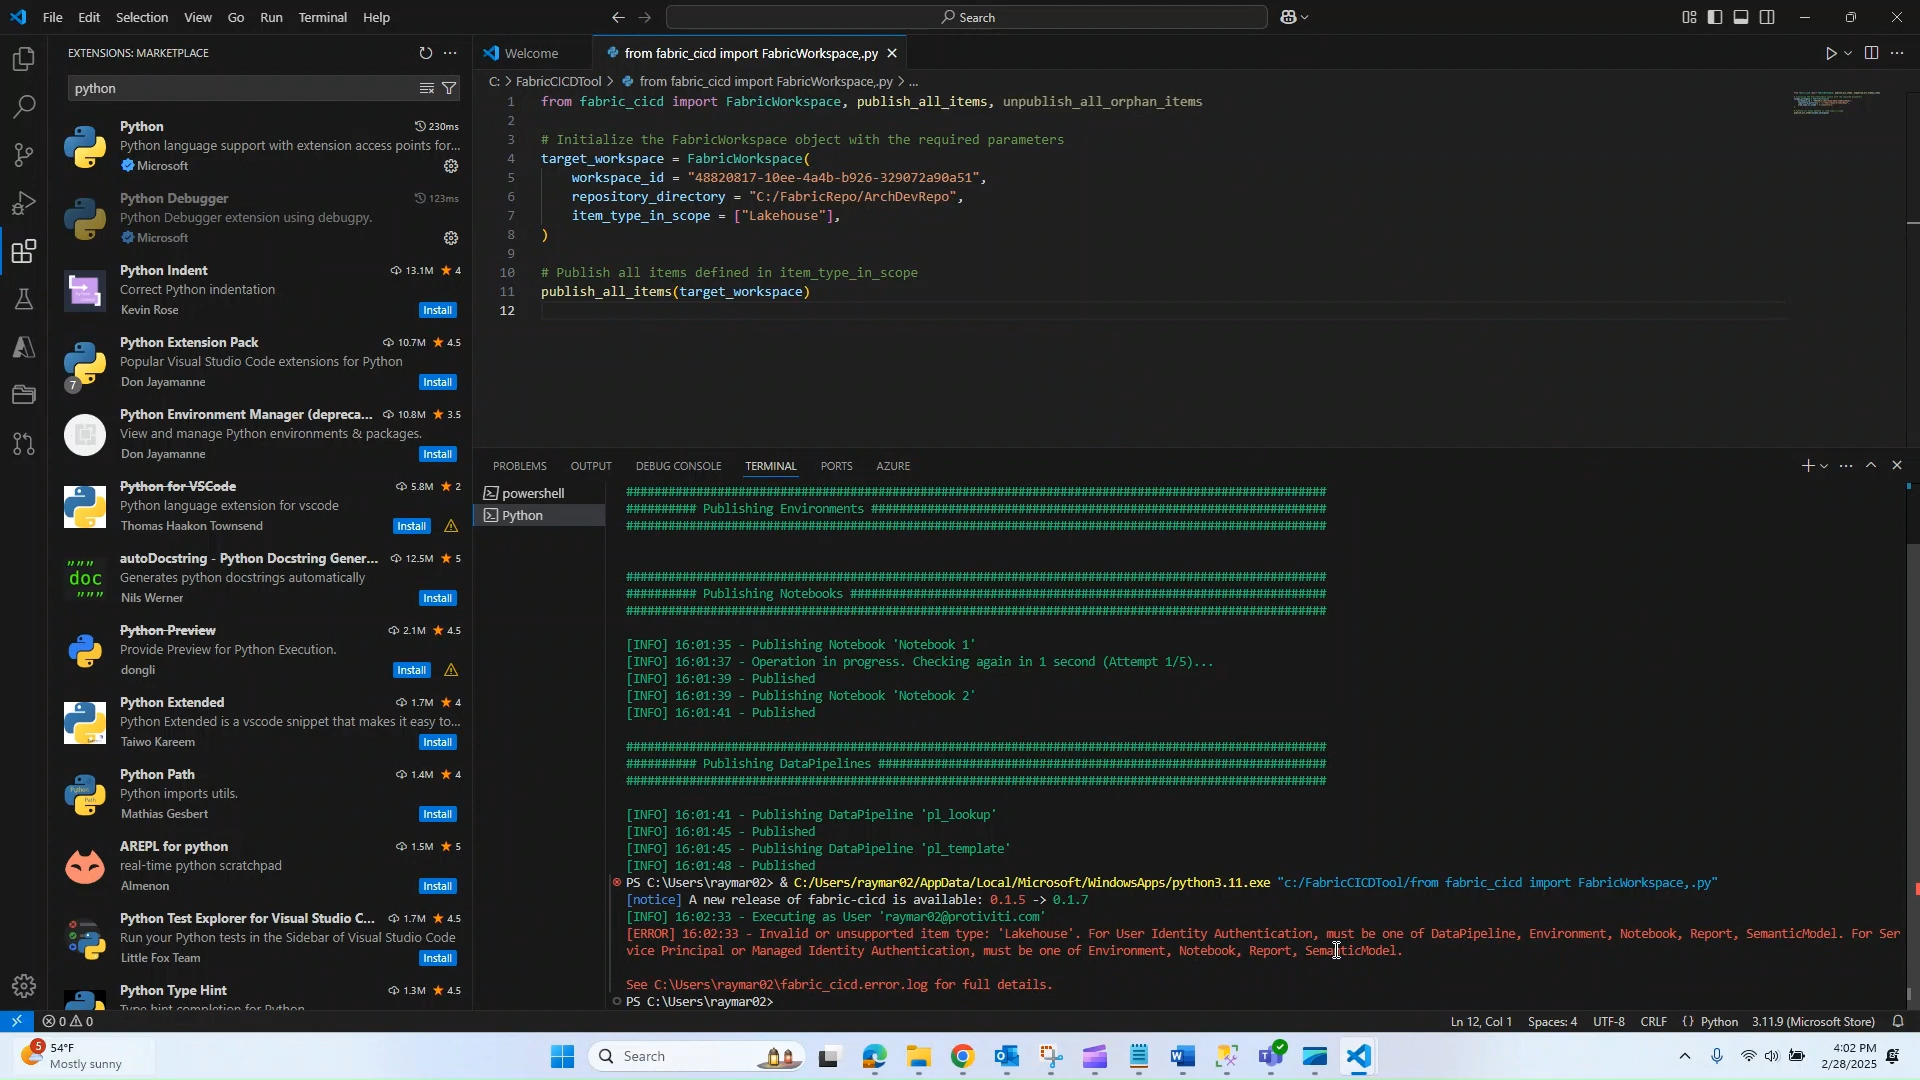 File Edit Selection View Go Run Terminal Help
Search
EXTENSIONS: MARKETPLACE
python
Python 230ms
Python language support with extension access points for...
Microsoft
Python Debugger 123ms
Python Debugger extension using debugpy.
Microsoft
Python Indent 13.1M 4
Correct Python indentation
Kevin Rose Install
Python Extension Pack 10.7M 4.5
Popular Visual Studio Code extensions for Python
7
Don Jayamanne Install
Python Environment Manager (depreca... 10.8M 3.5
View and manage Python environments & packages.
Don Jayamanne Install
Python for VSCode 5.8M 2
Python language extension for vscode
Thomas Haakon Townsend Install
autoDocstring - Python Docstring Gener... 12.5M 5
""" doc """
Generates python docstrings automatically
Nils Werner Install
Python Preview 2.1M 4.5
Provide Preview for Python Execution.
dongli Install
Python Extended 1.7M 4
Python Extended is a vscode snippet that makes it easy to...
Taiwo Kareem Install
Python Path 1.4M 4
Python imports utils.
Mathias Gesbert Install
AREPL for python 1.5M 5
real-time python scratchpad
Almenon Install
Python Test Explorer for Visual Studio C... 1.7M 4.5
Run your Python tests in the Sidebar of Visual Studio Code
Little Fox Team Install
Python Type Hint 1.3M 4.5
Type hint completion for Python
Welcome
from fabric_cicd import FabricWorkspace,.py
C: > FabricCICDTool > from fabric_cicd import FabricWorkspace,.py > ...
1 from fabric_cicd import FabricWorkspace, publish_all_items, unpublish_all_orphan_items
2
3 # Initialize the FabricWorkspace object with the required parameters
4 target_workspace = FabricWorkspace(
5 workspace_id = "48820817-10ee-4a4b-b926-329072a90a51",
6 repository_directory = "C:/FabricRepo/ArchDevRepo",
7 item_type_in_scope = ["Lakehouse"],
8 )
9
10 # Publish all items defined in item_type_in_scope
11 publish_all_items(target_workspace)
12
PROBLEMS OUTPUT DEBUG CONSOLE TERMINAL PORTS AZURE
powershell
Python
########## Publishing Environments
########## Publishing Notebooks
[INFO] 16:01:35 - Publishing Notebook 'Notebook 1'
[INFO] 16:01:37 - Operation in progress. Checking again in 1 second (Attempt 1/5)...
[INFO] 16:01:39 - Published
[INFO] 16:01:39 - Publishing Notebook 'Notebook 2'
[INFO] 16:01:41 - Published
########## Publishing DataPipelines
[INFO] 16:01:41 - Publishing DataPipeline 'pl_lookup'
[INFO] 16:01:45 - Published
[INFO] 16:01:45 - Publishing DataPipeline 'pl_template'
[INFO] 16:01:48 - Published
PS C:\Users\raymar02> & C:/Users/raymar02/AppData/Local/Microsoft/WindowsApps/python3.11.exe "c:/FabricCICDTool/from fabric_cicd import FabricWorkspace,.py"
[notice] A new release of fabric-cicd is available: 0.1.5 -> 0.1.7
[INFO] 16:02:33 - Executing as User 'raymar02@protiviti.com'
[ERROR] 16:02:33 - Invalid or unsupported item type: 'Lakehouse'. For User Identity Authentication, must be one of DataPipeline, Environment, Notebook, Report, SemanticModel. For Ser
vice Principal or Managed Identity Authentication, must be one of Environment, Notebook, Report, SemanticModel.
See C:\Users\raymar02\fabric_cicd.error.log for full details.
PS C:\Users\raymar02>
0 0
Ln 12, Col 1 Spaces: 4 UTF-8 CRLF {} Python 3.11.9 (Microsoft Store)
5
54°F
Mostly sunny
Search
4:02 PM
2/28/2025